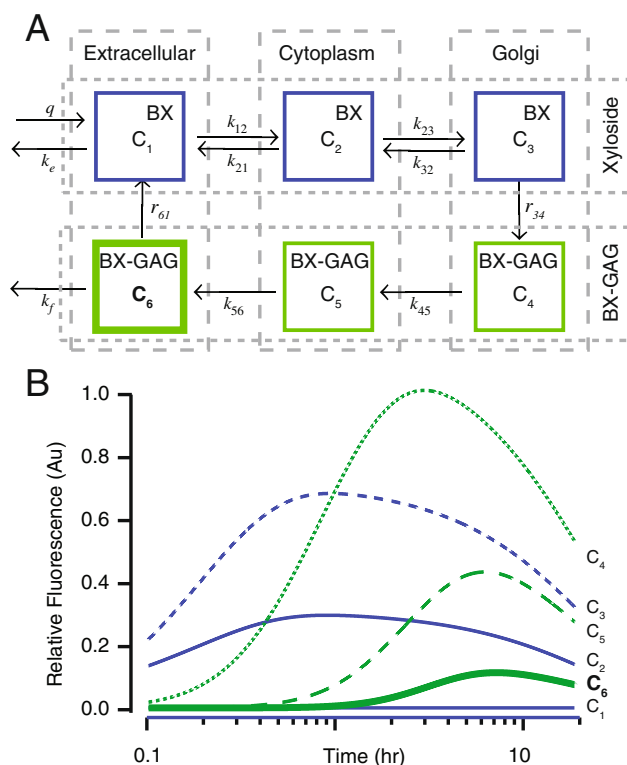 A
Extracellular Cytoplasm Golgi
q
BX BX BX
k12 k23
C1 C2 C3
ke k21 k32
Xyloside
r61 r34
BX-GAG BX-GAG BX-GAG
C6 C5 C4
kf k56 k45
BX-GAG
B
Relative Fluorescence (Au)
1.0
0.8
0.6
0.4
0.2
0.0
C4
C3
C5
C2
C6
C1
0.1 Time (hr) 10